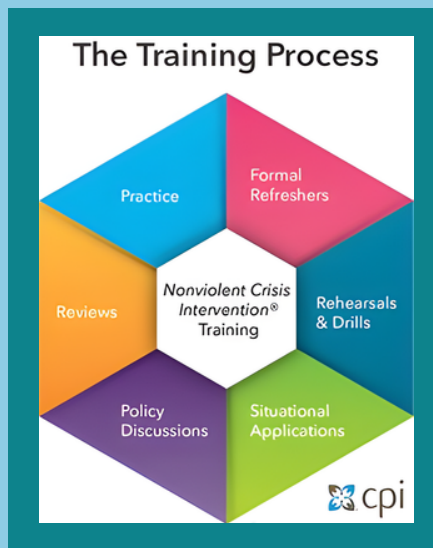 The Training Process
Practice
Formal
Refreshers
Nonviolent Crisis
Intervention®
Training
Reviews
Rehearsals
& Drills
Policy
Discussions
Situational
Applications
cpi